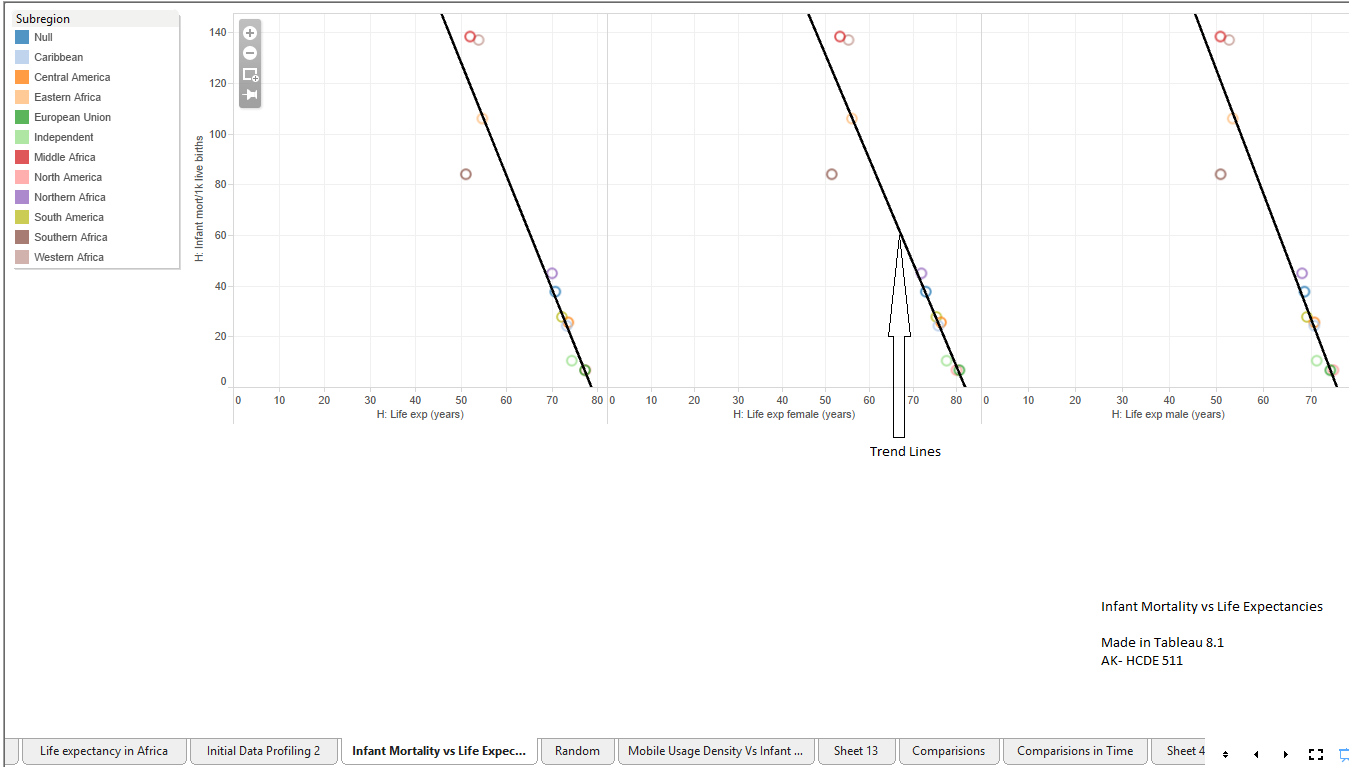 Subregion
Null
Caribbean
Central America
Eastern Africa
European Union
Independent
Middle Africa
North America
Northern Africa
South America
Southern Africa
Western Africa
H: Infant mort/1k live births
140
120
100
80
60
40
20
0
0 10 20 30 40 50 60 70 80
H: Life exp (years)
0 10 20 30 40 50 60 70 80
H: Life exp female (years)
0 10 20 30 40 50 60 70
H: Life exp male (years)
Trend Lines
Infant Mortality vs Life Expectancies
Made in Tableau 8.1
AK- HCDE 511
Life expectancy in Africa
Initial Data Profiling 2
Infant Mortality vs Life Expec...
Random
Mobile Usage Density Vs Infant ...
Sheet 13
Comparisions
Comparisions in Time
Sheet 4